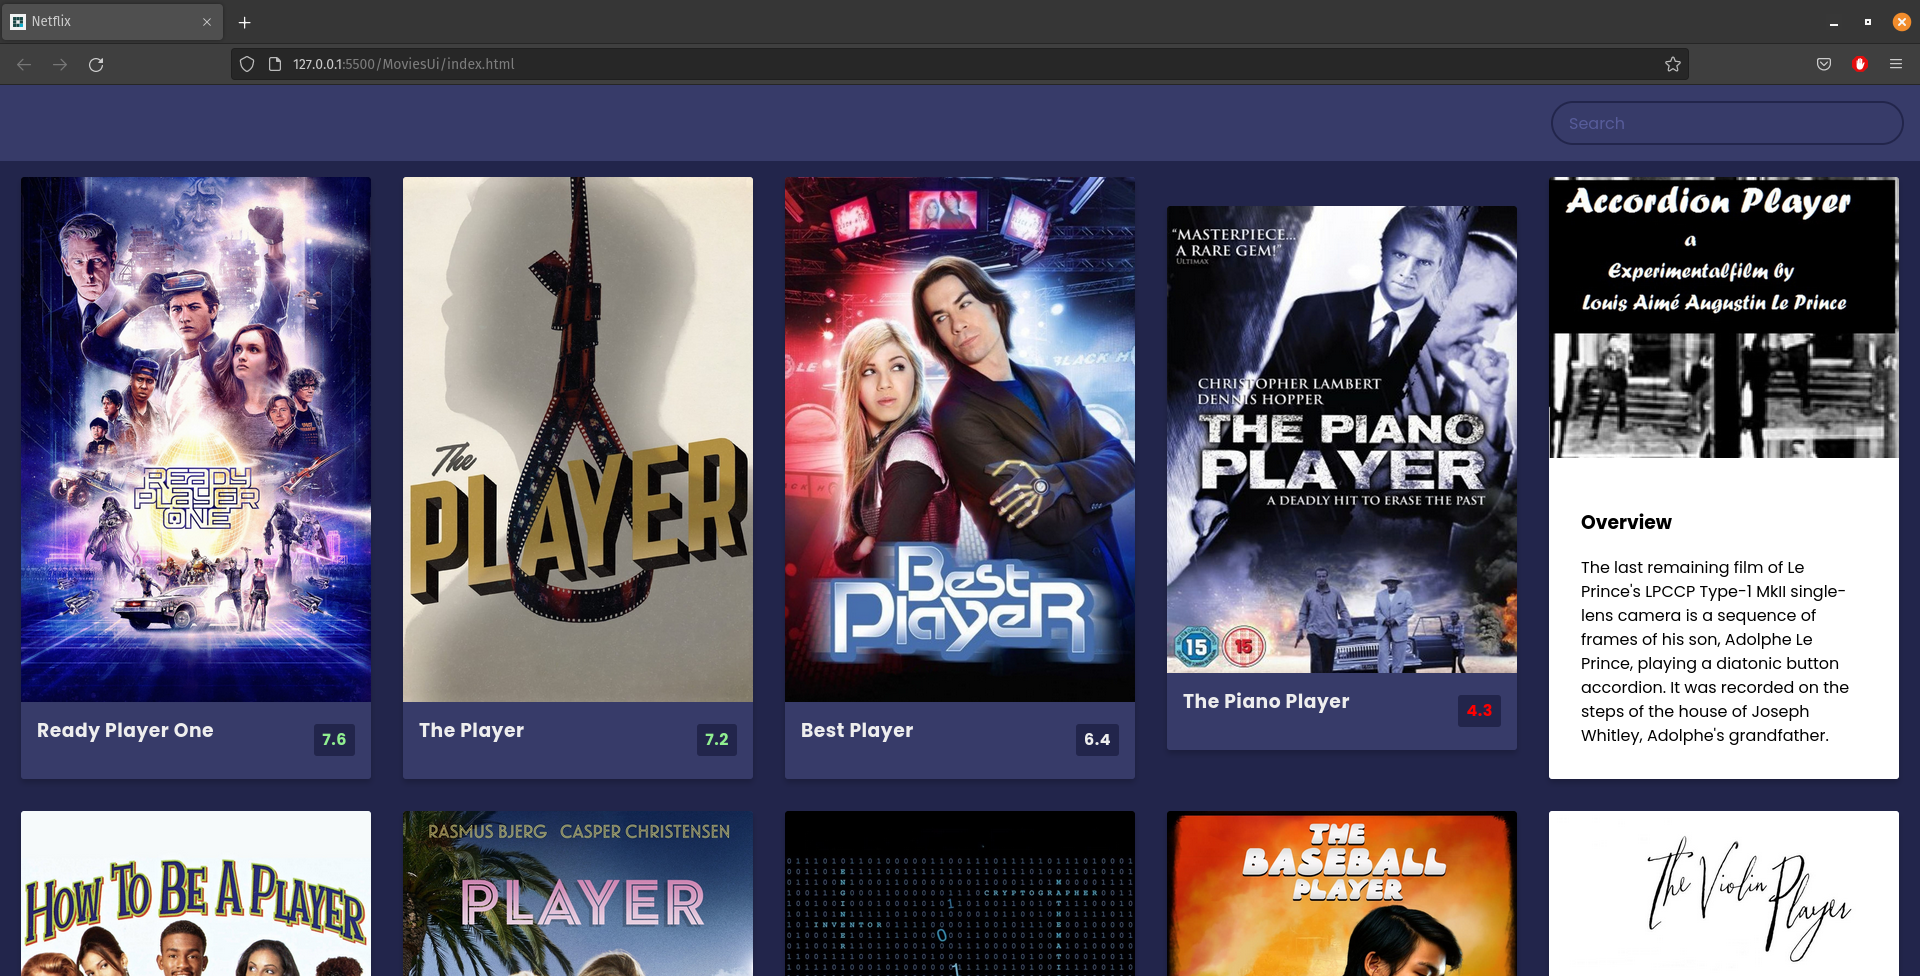 Netflix
127.0.0.1:5500/MoviesUi/index.html
Search
READY
PLAYER
ONE
Ready Player One
7.6
The
PLAYER
The Player
7.2
BLACK H
Best
Player
Best Player
6.4
“MASTERPIECE...
A RARE GEM!”
ULTIMAX
CHRISTOPHER LAMBERT
DENNIS HOPPER
THE PIANO
PLAYER
A DEADLY HIT TO ERASE THE PAST
15
15
The Piano Player
4.3
Accordion Player
a
Experimentalfilm by
Louis Aimé Augustin Le Prince
Overview
The last remaining film of Le
Prince's LPCCP Type-1 MkII single-
lens camera is a sequence of
frames of his son, Adolphe Le
Prince, playing a diatonic button
accordion. It was recorded on the
steps of the house of Joseph
Whitley, Adolphe's grandfather.
HOW TO BE A PLAYER
RASMUS BJERG CASPER CHRISTENSEN
PLAYER
CRYPTOGRAPHER
INVENTOR
ENGINEER
THE
BASEBALL
PLAYER
The Violin
Player